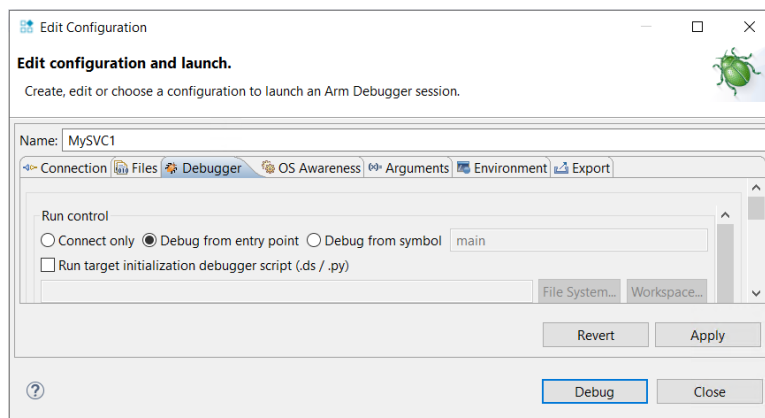 Edit Configuration
Edit configuration and launch.
Create, edit or choose a configuration to launch an Arm Debugger session.
Name: MySVC1
Connection Files Debugger OS Awareness Arguments Environment Export
Run control
Connect only Debug from entry point Debug from symbol main
Run target initialization debugger script (.ds / .py)
File System... Workspace...
Revert Apply
? Debug Close